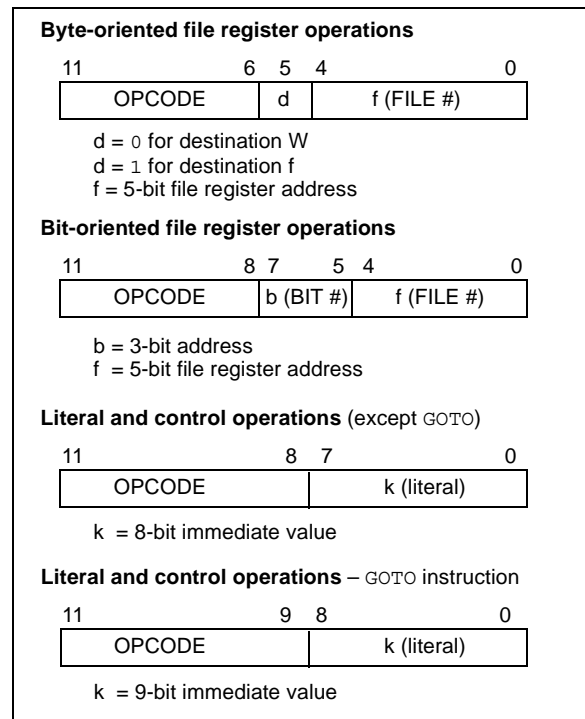 Byte-oriented file register operations
11 6 5 4 0
OPCODE d f (FILE #)
d = 0 for destination W
d = 1 for destination f
f = 5-bit file register address
Bit-oriented file register operations
11 8 7 5 4 0
OPCODE b (BIT #) f (FILE #)
b = 3-bit address
f = 5-bit file register address
Literal and control operations (except GOTO)
11 8 7 0
OPCODE k (literal)
k = 8-bit immediate value
Literal and control operations – GOTO instruction
11 9 8 0
OPCODE k (literal)
k = 9-bit immediate value